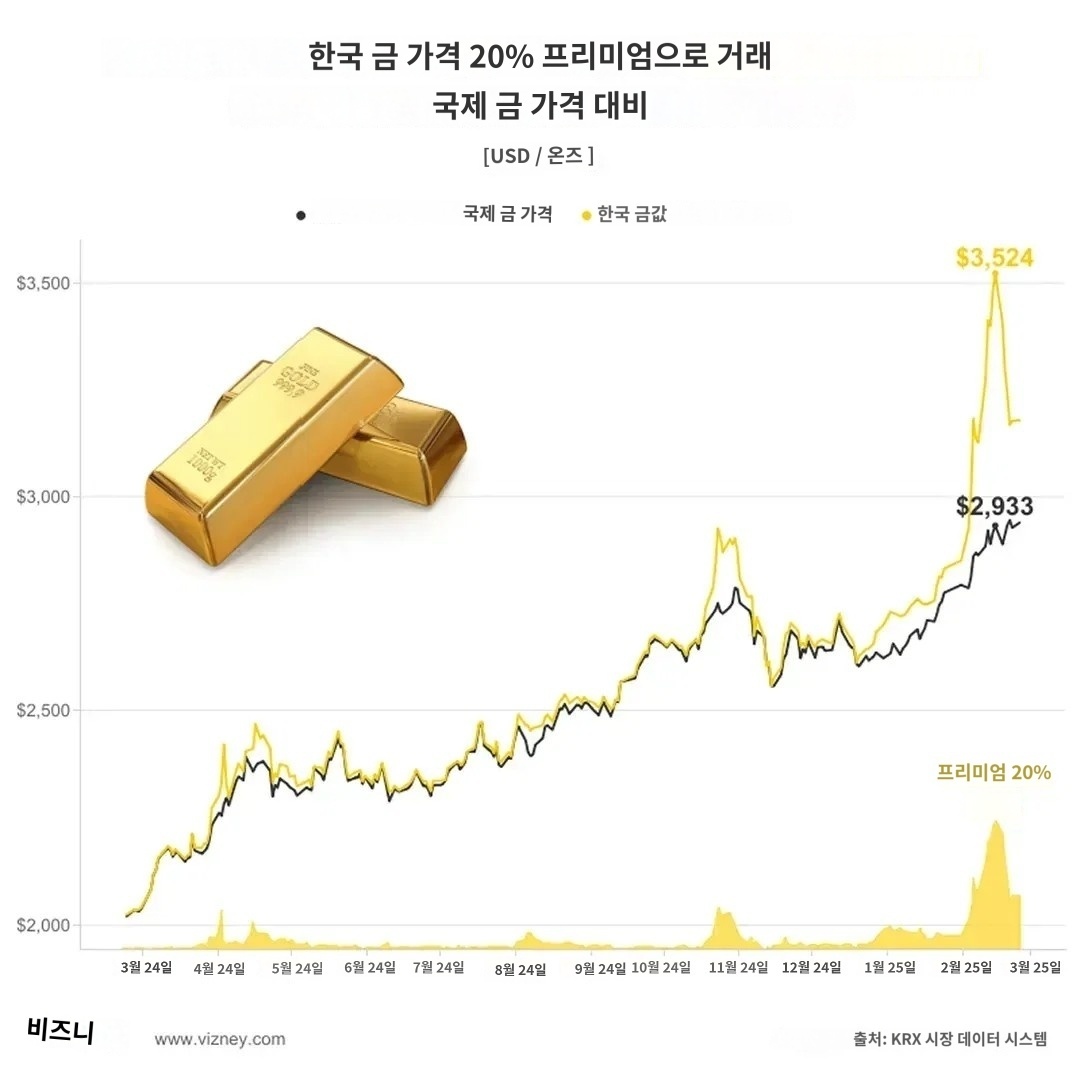 한국 금 가격 20% 프리미엄으로 거래
국제 금 가격 대비
[USD / 온즈 ]
국제 금 가격 한국 금값
$3,524
$3,500
GOLD
999.9
$3,000
$2,933
$2,500
프리미엄 20%
$2,000
3월 24일 4월 24일 5월 24일 6월 24일 7월 24일 8월 24일 9월 24일 10월 24일 11월 24일 12월 24일 1월 25일 2월 25일 3월 25일
비즈니 www.vizney.com 출처: KRX 시장 데이터 시스템